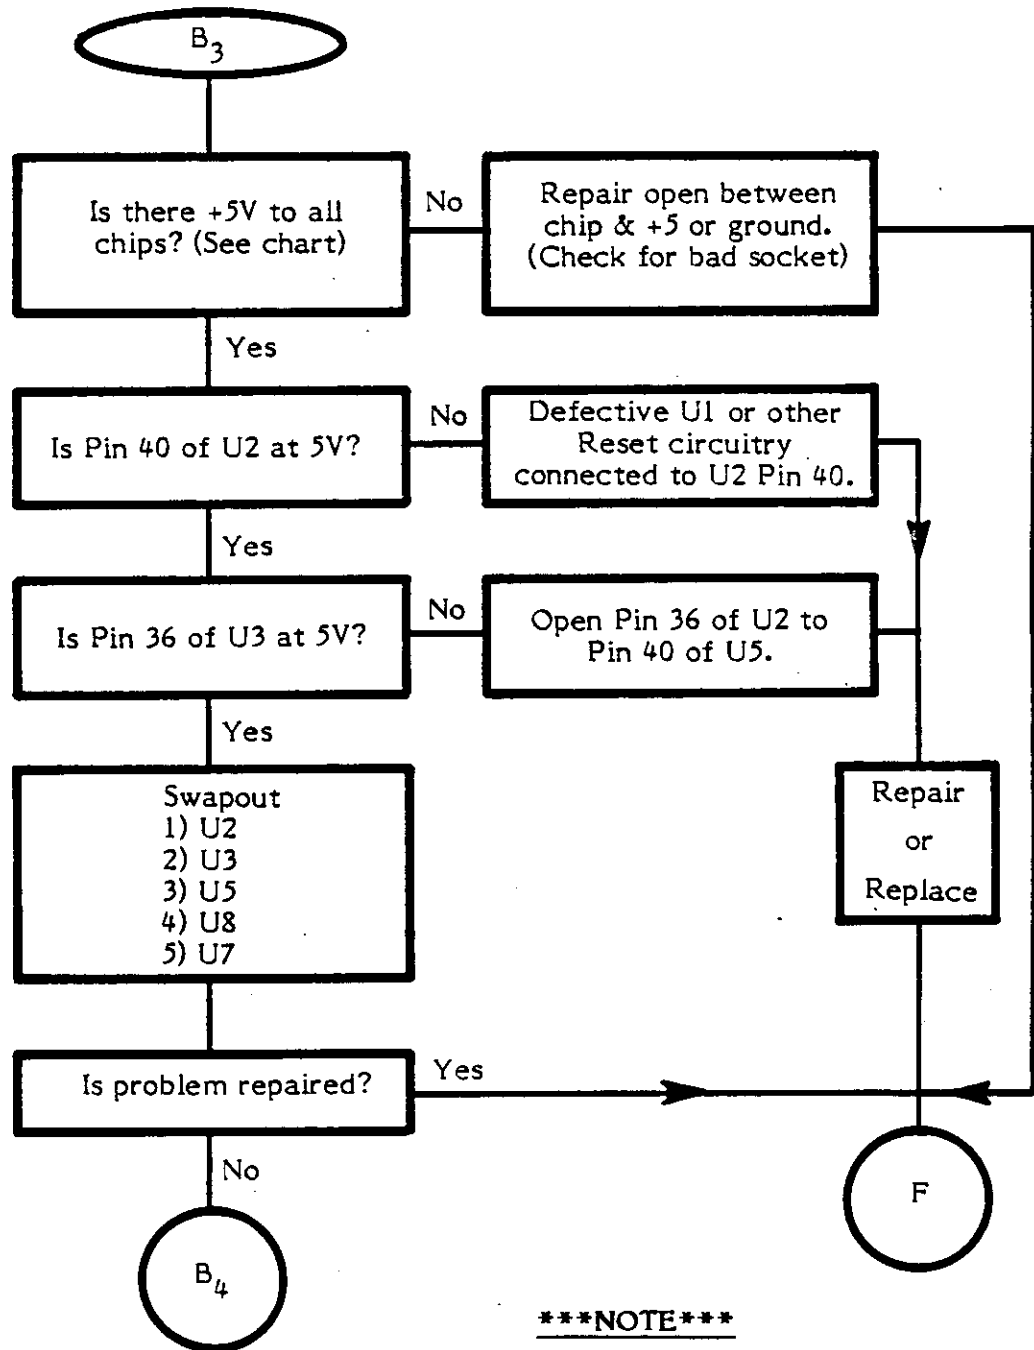 B3
Is there +5V to all
chips? (See chart)
No
Repair open between
chip & +5 or ground.
(Check for bad socket)
Yes
Is Pin 40 of U2 at 5V?
No
Defective U1 or other
Reset circuitry
connected to U2 Pin 40.
Yes
Is Pin 36 of U3 at 5V?
No
Open Pin 36 of U2 to
Pin 40 of U5.
Yes
Swapout
1) U2
2) U3
3) U5
4) U8
5) U7
Repair
or
Replace
Is problem repaired?
Yes
No
F
B4
***NOTE***